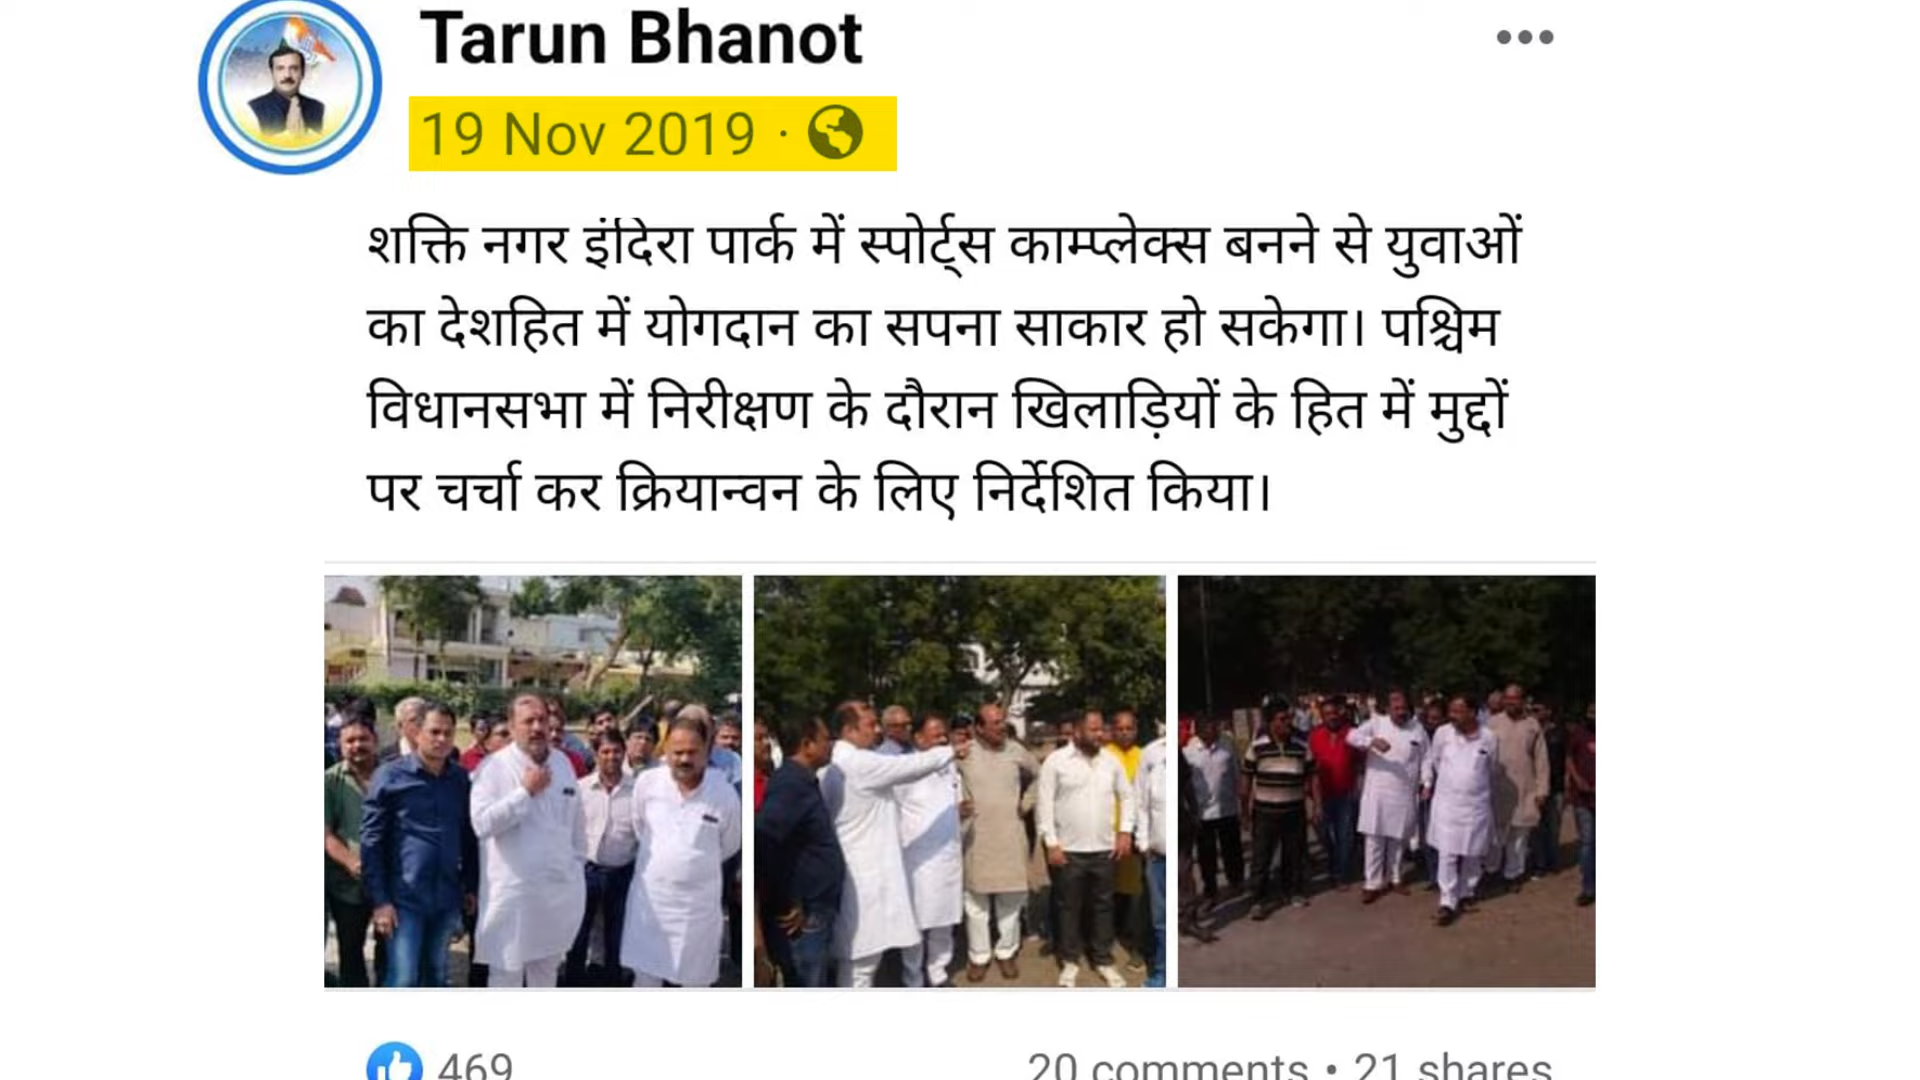 Tarun Bhanot
19 Nov 2019 ·
शक्ति नगर इंदिरा पार्क में स्पोर्ट्स काम्प्लेक्स बनने से युवाओं
का देशहित में योगदान का सपना साकार हो सकेगा। पश्चिम
विधानसभा में निरीक्षण के दौरान खिलाड़ियों के हित में मुद्दों
पर चर्चा कर क्रियान्वन के लिए निर्देशित किया।
469
20 comments • 21 shares